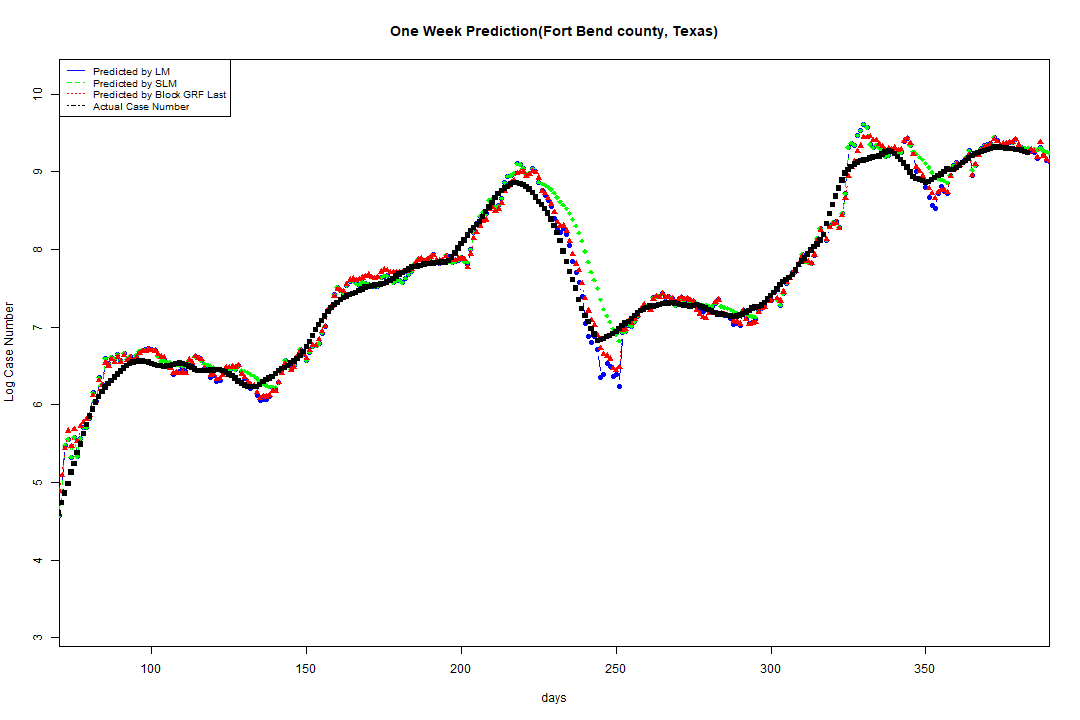 One Week Prediction(Fort Bend county, Texas)
Predicted by LM
Predicted by SLM
Predicted by Block GRF Last
Actual Case Number
10
9
8
7
6
5
4
3
Log Case Number
100 150 200 250 300 350
days